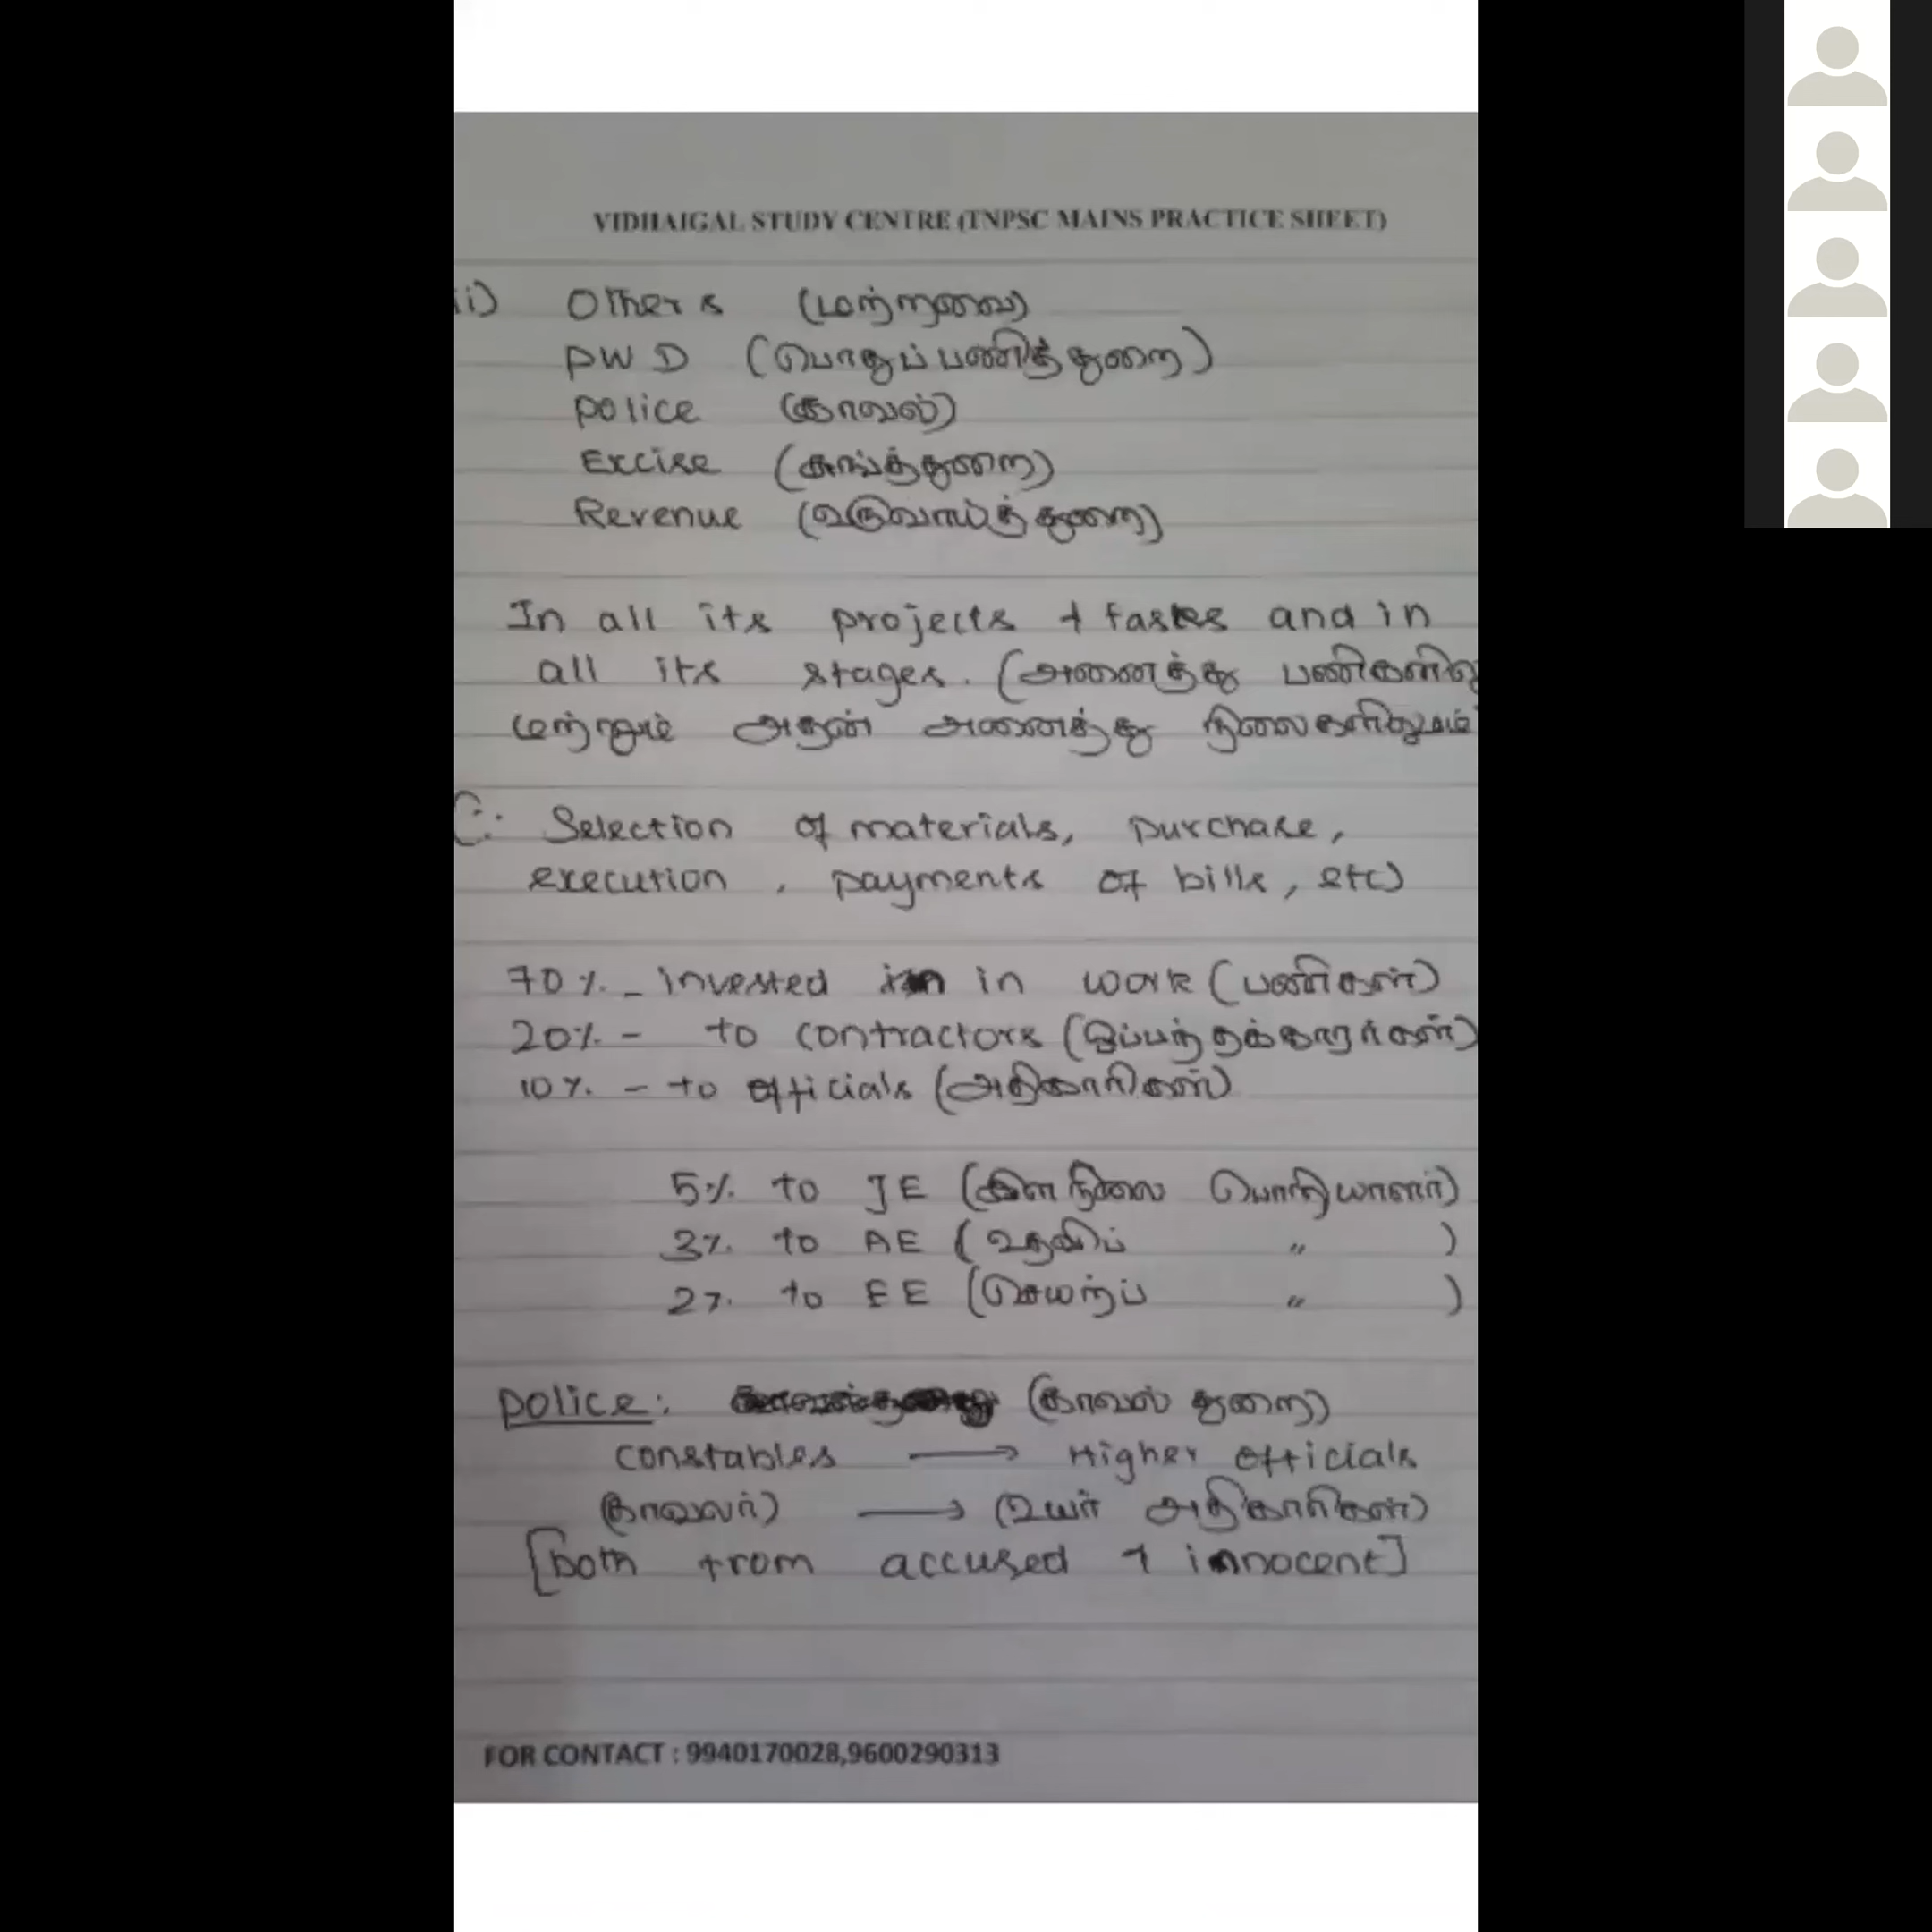 VIDHAIGAL STUDY CENTRE (TNPSC MAINS PRACTICE SHEET)
ii) Others (மற்றவை)
PWD (பொதுப்பணித்துறை)
police (காவல்)
Excise (சுங்கத்துறை)
Revenue (வருவாய்த்துறை)
In all its projects + and in
all its stages. (அனைத்து பணிகளிலு
மற்றும் அதன் அனைத்து நிலைகளிலும்
Selection of materials, purchase,
execution, payments of bills, etc)
70% - invested in work (பணிகள்)
20% - to contractors (ஒப்பந்தக்காரர்கள்)
10% - to officials (அதிகாரிகள்)
5% to JE (இளநிலை பொறியாளர்)
3% to AE (உதவிப் " )
2% to EE (செயற்ப் " )
police: (காவல் துறை)
constables → Higher officials
(காவலர்) → (உயர் அதிகாரிகள்)
[both from accused + innocent]
FOR CONTACT : 9940170028,9600290313